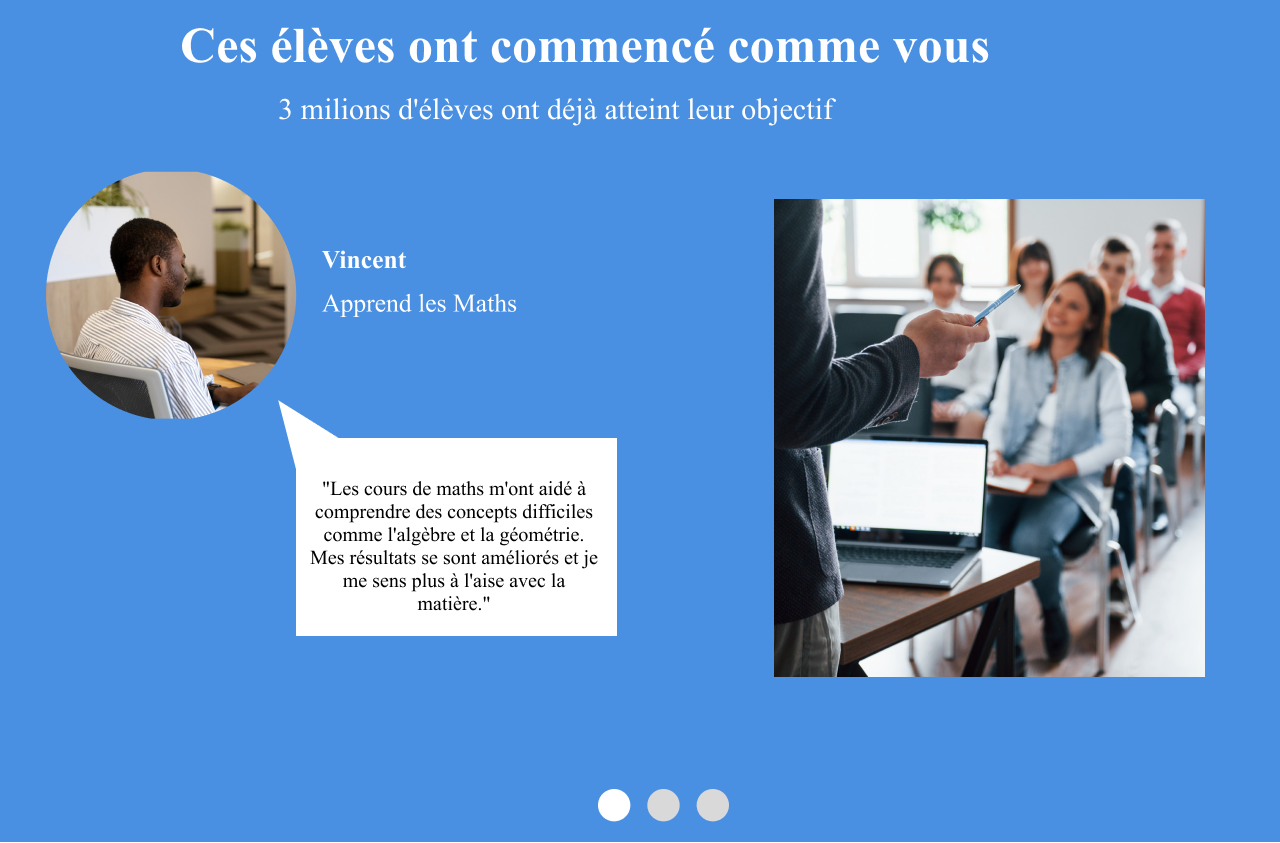 Ces élèves ont commencé comme vous
3 milions d'élèves ont déjà atteint leur objectif
Vincent
Apprend les Maths
"Les cours de maths m'ont aidé à
comprendre des concepts difficiles
comme l'algèbre et la géométrie.
Mes résultats se sont améliorés et je
me sens plus à l'aise avec la
matière."